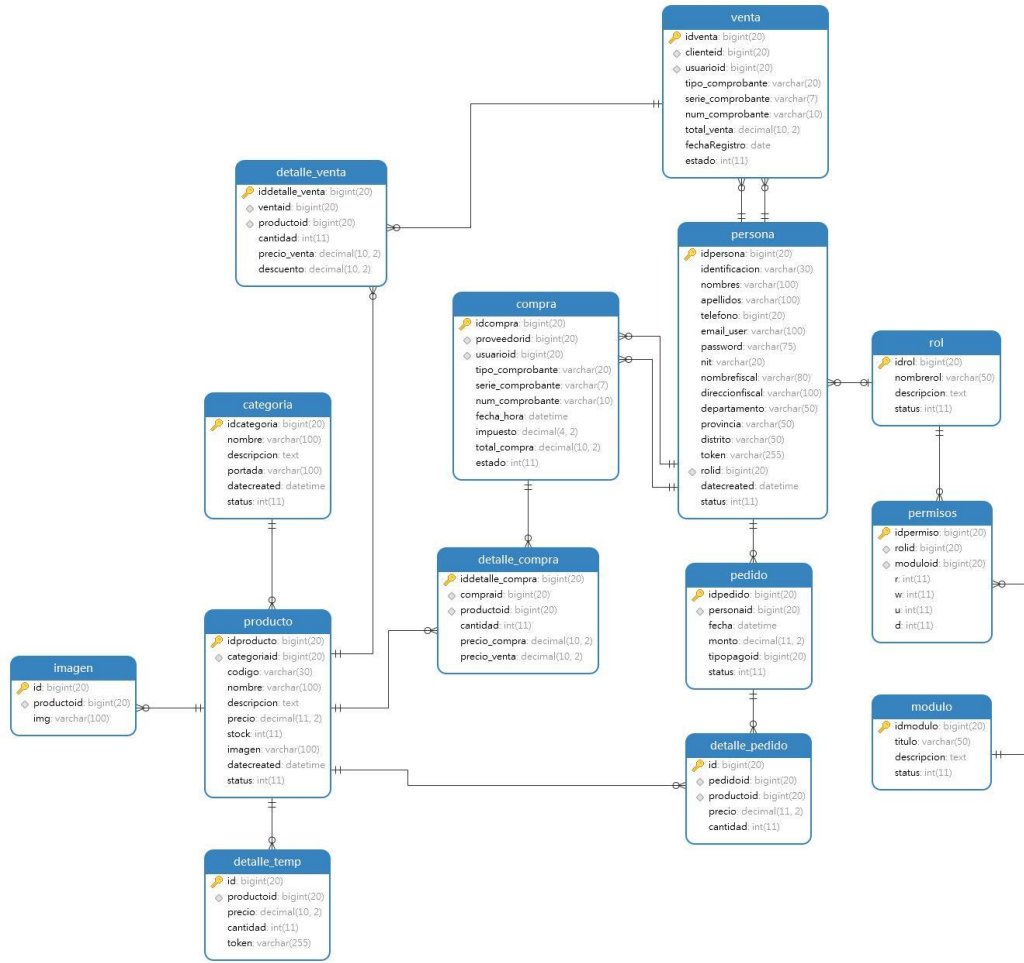 venta
idventa: bigint(20)
clienteid: bigint(20)
usuarioid: bigint(20)
tipo_comprobante: varchar(20)
serie_comprobante: varchar(7)
num_comprobante: varchar(10)
total_venta: decimal(10, 2)
fechaRegistro: date
estado: int(11)
detalle_venta
iddetalle_venta: bigint(20)
ventaid: bigint(20)
productoid: bigint(20)
cantidad: int(11)
precio_venta: decimal(10, 2)
descuento: decimal(10, 2)
persona
idpersona: bigint(20)
identificacion: varchar(30)
nombres: varchar(100)
apellidos: varchar(100)
telefono: bigint(20)
email_user: varchar(100)
password: varchar(75)
nit: varchar(20)
nombrefiscal: varchar(80)
direccionfiscal: varchar(100)
departamento: varchar(50)
provincia: varchar(50)
distrito: varchar(50)
token: varchar(255)
rolid: bigint(20)
datecreated: datetime
status: int(11)
compra
idcompra: bigint(20)
proveedorid: bigint(20)
usuarioid: bigint(20)
tipo_comprobante: varchar(20)
serie_comprobante: varchar(7)
num_comprobante: varchar(10)
fecha_hora: datetime
impuesto: decimal(4, 2)
total_compra: decimal(10, 2)
estado: int(11)
rol
idrol: bigint(20)
nombrerol: varchar(50)
descripcion: text
status: int(11)
categoria
idcategoria: bigint(20)
nombre: varchar(100)
descripcion: text
portada: varchar(100)
datecreated: datetime
status: int(11)
permisos
idpermiso: bigint(20)
rolid: bigint(20)
moduloid: bigint(20)
r: int(11)
w: int(11)
u: int(11)
d: int(11)
detalle_compra
iddetalle_compra: bigint(20)
compraid: bigint(20)
productoid: bigint(20)
cantidad: int(11)
precio_compra: decimal(10, 2)
precio_venta: decimal(10, 2)
pedido
idpedido: bigint(20)
personaid: bigint(20)
fecha: datetime
monto: decimal(11, 2)
tipopagoid: bigint(20)
status: int(11)
producto
idproducto: bigint(20)
categoriaid: bigint(20)
codigo: varchar(30)
nombre: varchar(100)
descripcion: text
precio: decimal(11, 2)
stock: int(11)
imagen: varchar(100)
datecreated: datetime
status: int(11)
imagen
id: bigint(20)
productoid: bigint(20)
img: varchar(100)
modulo
idmodulo: bigint(20)
titulo: varchar(50)
descripcion: text
status: int(11)
detalle_pedido
id: bigint(20)
pedidoid: bigint(20)
productoid: bigint(20)
precio: decimal(11, 2)
cantidad: int(11)
detalle_temp
id: bigint(20)
productoid: bigint(20)
precio: decimal(10, 2)
cantidad: int(11)
token: varchar(255)